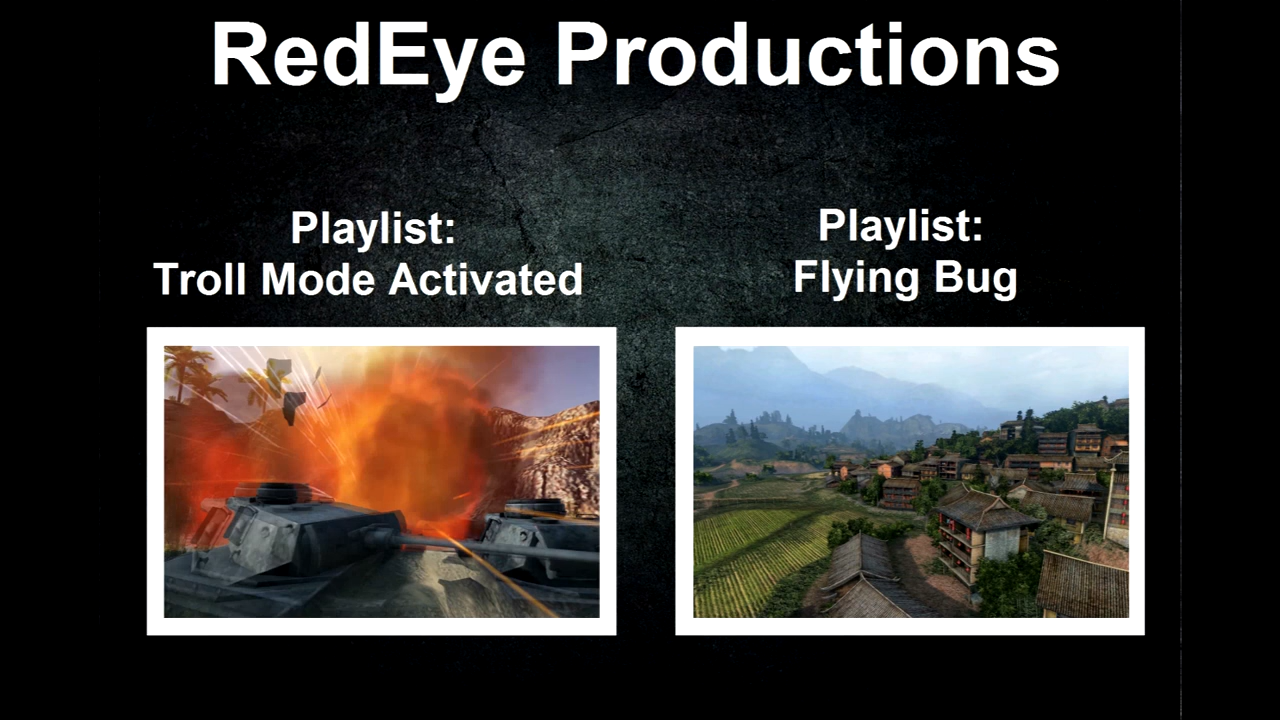 RedEye Productions
Playlist:
Troll Mode Activated
Playlist:
Flying Bug